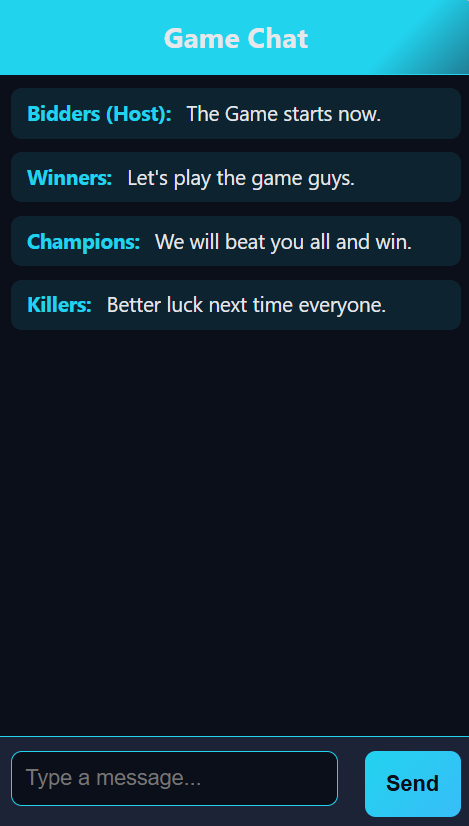 Game Chat
Bidders (Host): The Game starts now.
Winners: Let's play the game guys.
Champions: We will beat you all and win.
Killers: Better luck next time everyone.
Type a message...
Send